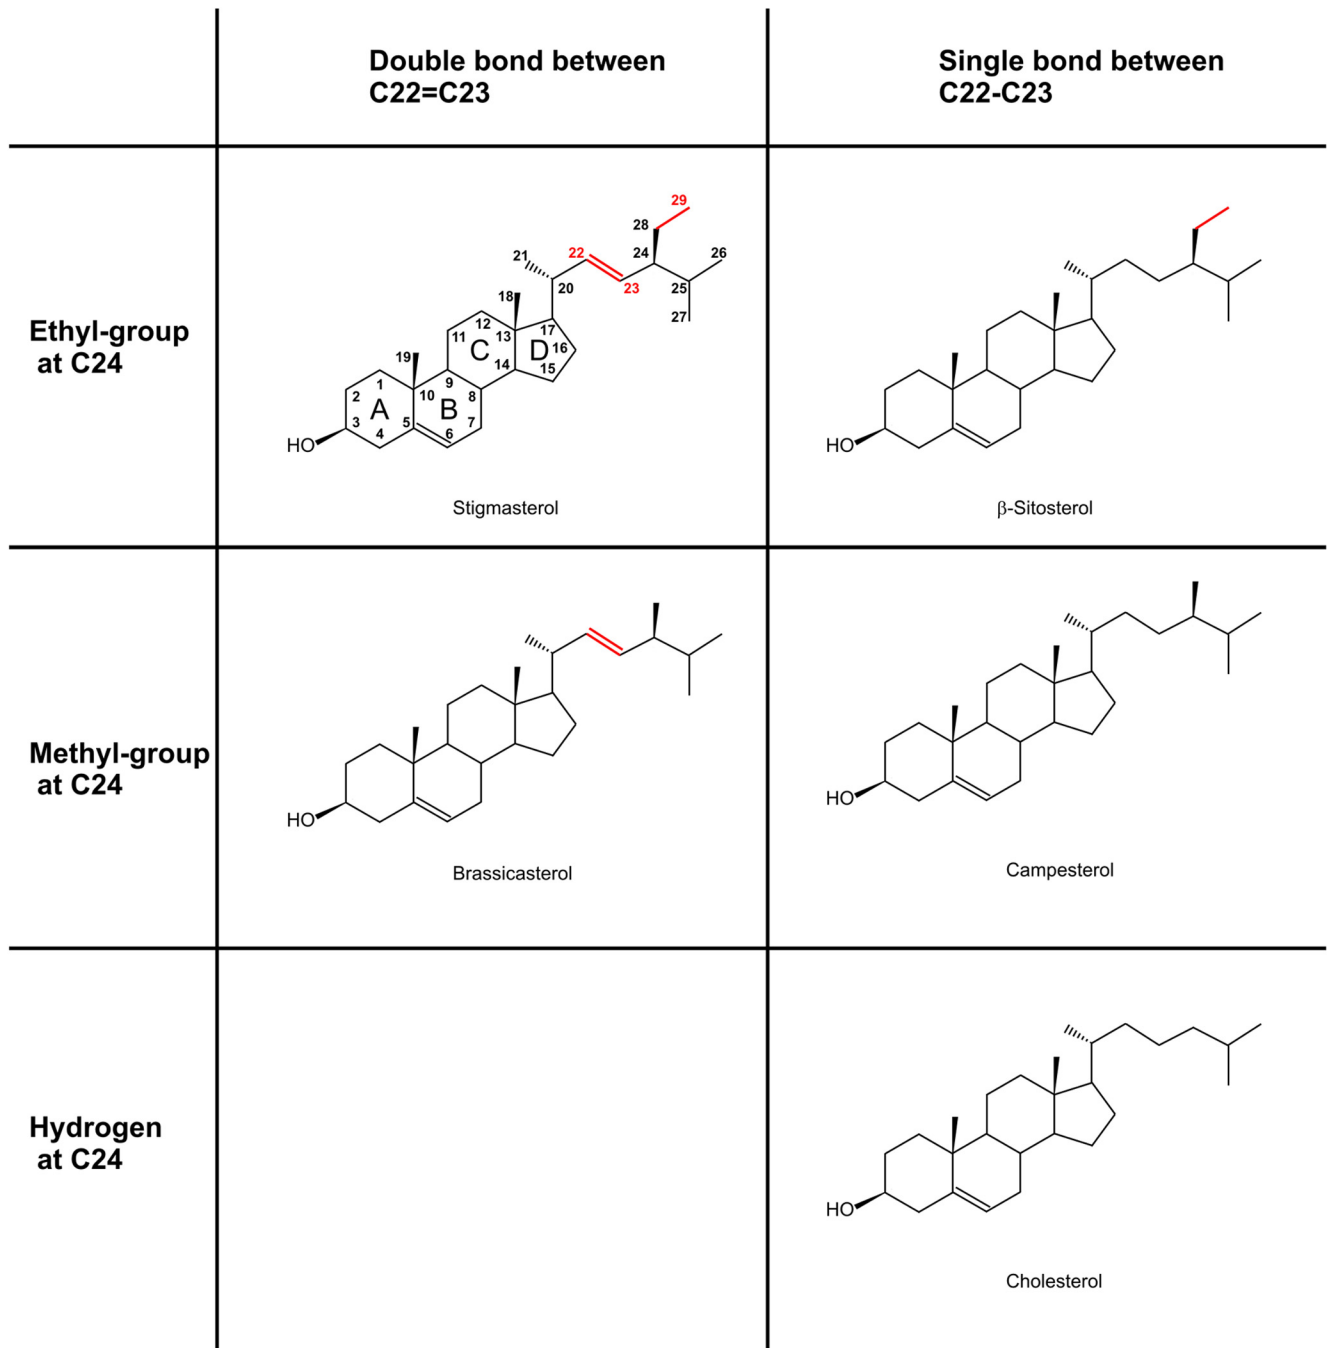 Double bond between
C22=C23
Single bond between
C22-C23
Ethyl-group
at C24
29
28
21
22
24
26
20
23
25
18
27
12
17
11
13
C
D
16
19
14
15
1
9
2
10
8
A
B
3
5
7
4
6
HO
Stigmasterol
HO
β-Sitosterol
Methyl-group
at C24
HO
Brassicasterol
HO
Campesterol
Hydrogen
at C24
HO
Cholesterol